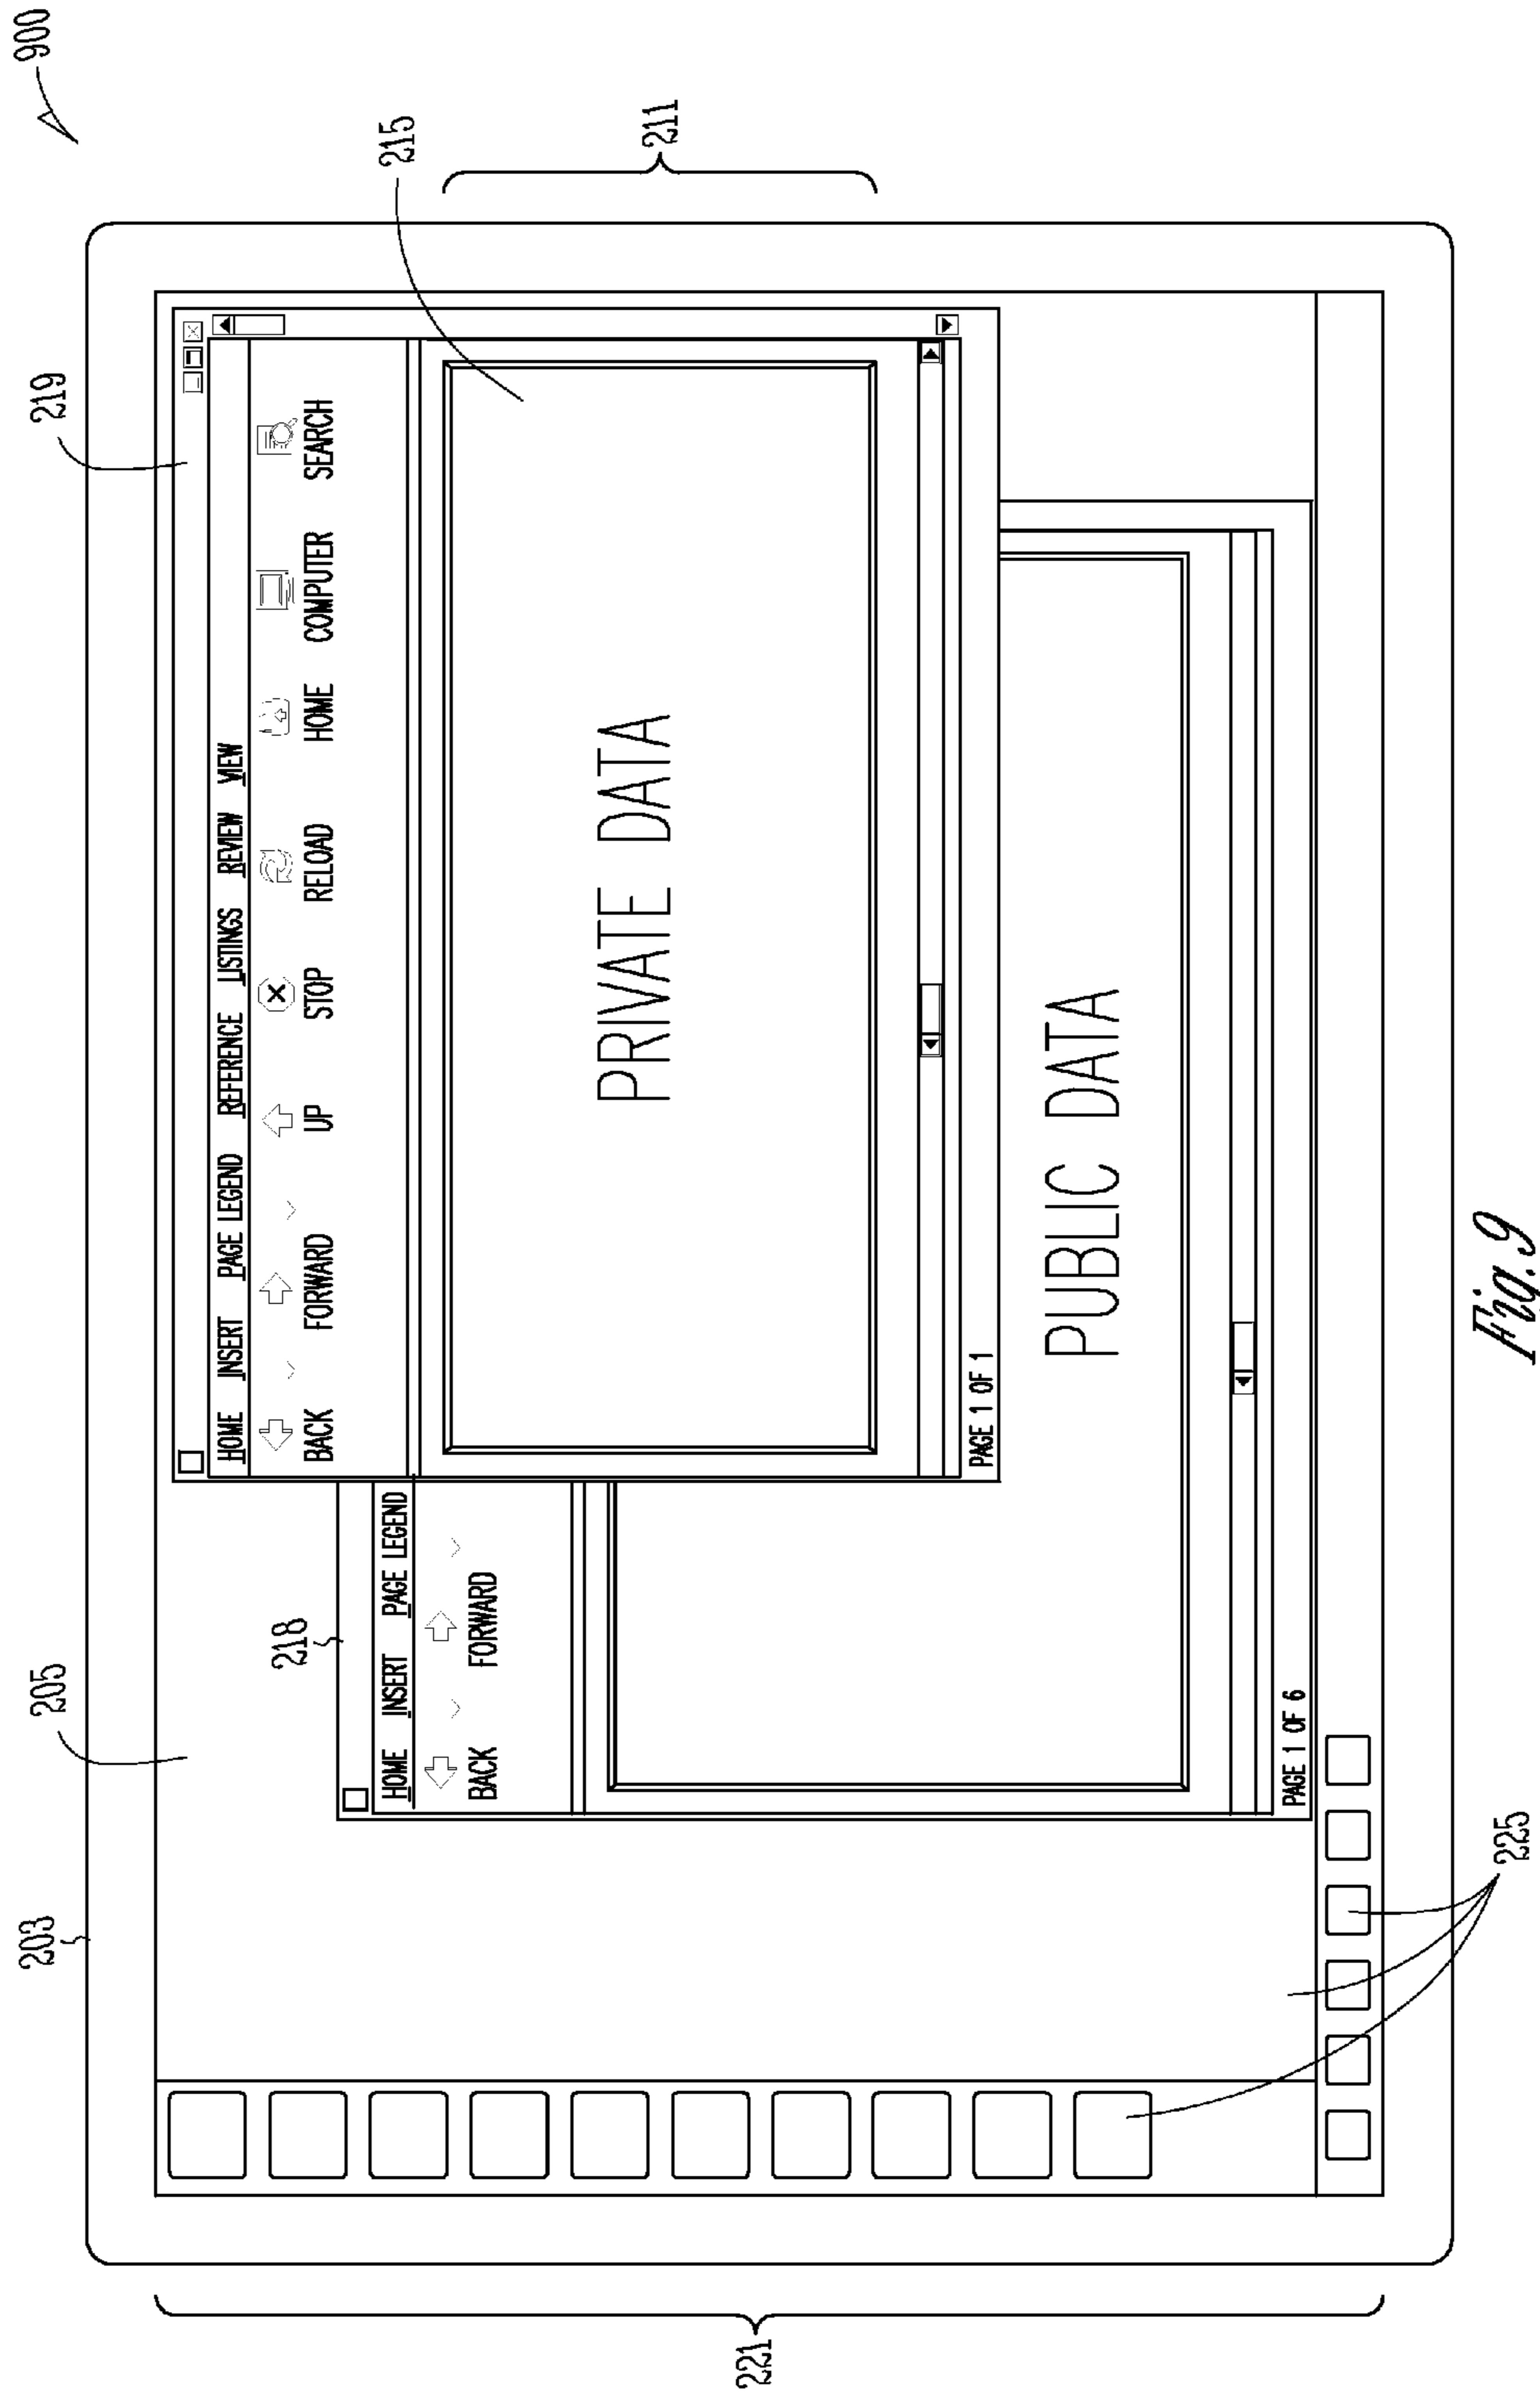 900
219
215
211
205
218
203
HOME INSERT PAGE LEGEND REFERENCE LISTINGS REVIEW VIEW
BACK FORWARD UP STOP RELOAD HOME COMPUTER SEARCH
PRIVATE DATA
PAGE 1 OF 1
HOME INSERT PAGE LEGEND
BACK FORWARD
PUBLIC DATA
PAGE 1 OF 6
221
225
Fig. 9